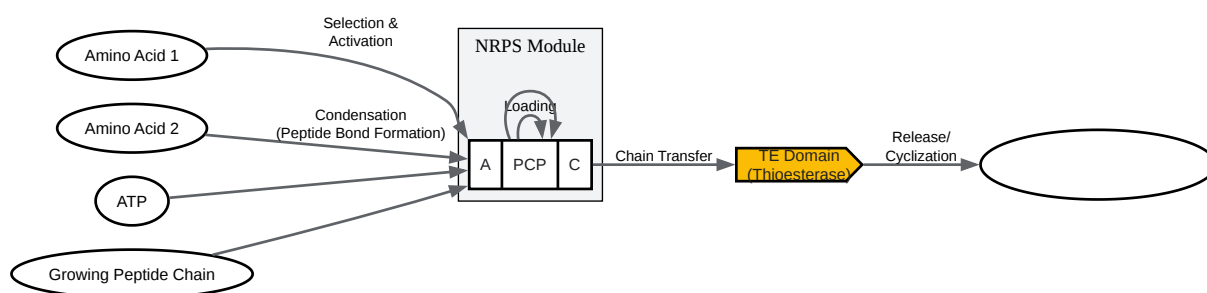 Amino Acid 1
Selection &
Activation
NRPS Module
Loading
Amino Acid 2
Condensation
(Peptide Bond Formation)
A
PCP
C
Chain Transfer
TE Domain
(Thioesterase)
Release/
Cyclization
ATP
Growing Peptide Chain